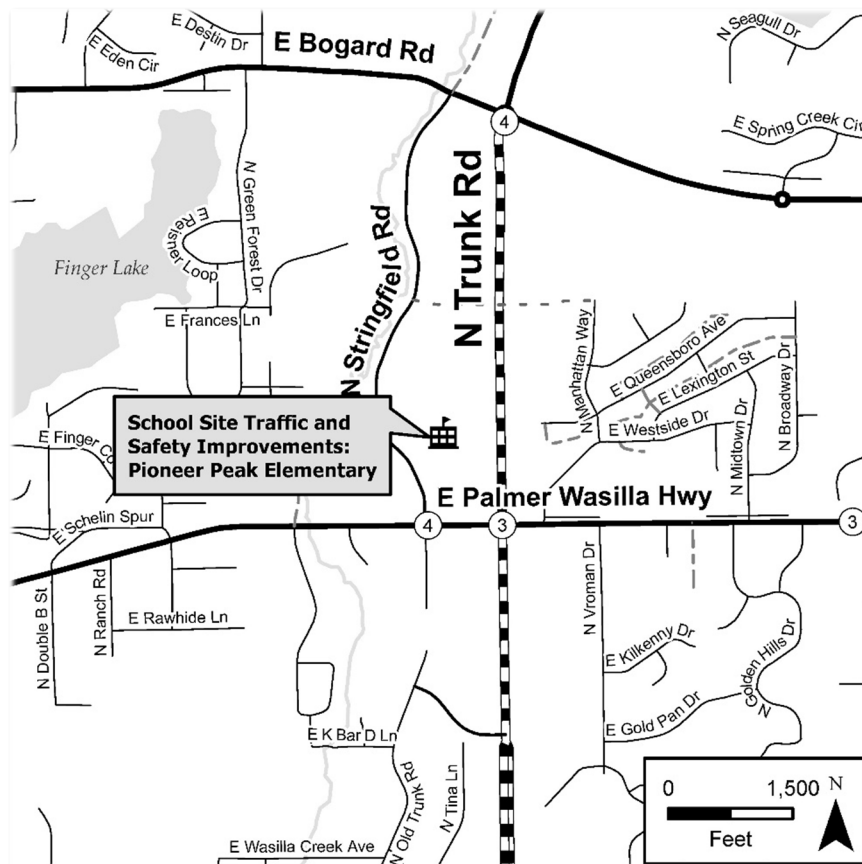 E Destin Dr
E Eden Cir
E Bogard Rd
N Seagull Dr
4
E Spring Creek Cir
N Trunk Rd
N Green Forest Dr
E Reisner Loop
N Stringfield Rd
Finger Lake
E Frances Ln
N Manhattan Way
E Queensboro Ave
E Lexington St
E Westside Dr
N Midtown Dr
N Broadway Dr
School Site Traffic and
Safety Improvements:
Pioneer Peak Elementary
E Finger Co
E Palmer Wasilla Hwy
E Schelin Spur
4
3
3
N Double B St
N Ranch Rd
E Rawhide Ln
N Vroman Dr
E Kilkenny Dr
N Golden Hills Dr
E Gold Pan Dr
E K Bar D Ln
N Old Trunk Rd
N Tina Ln
E Wasilla Creek Ave
0 1,500
Feet
N